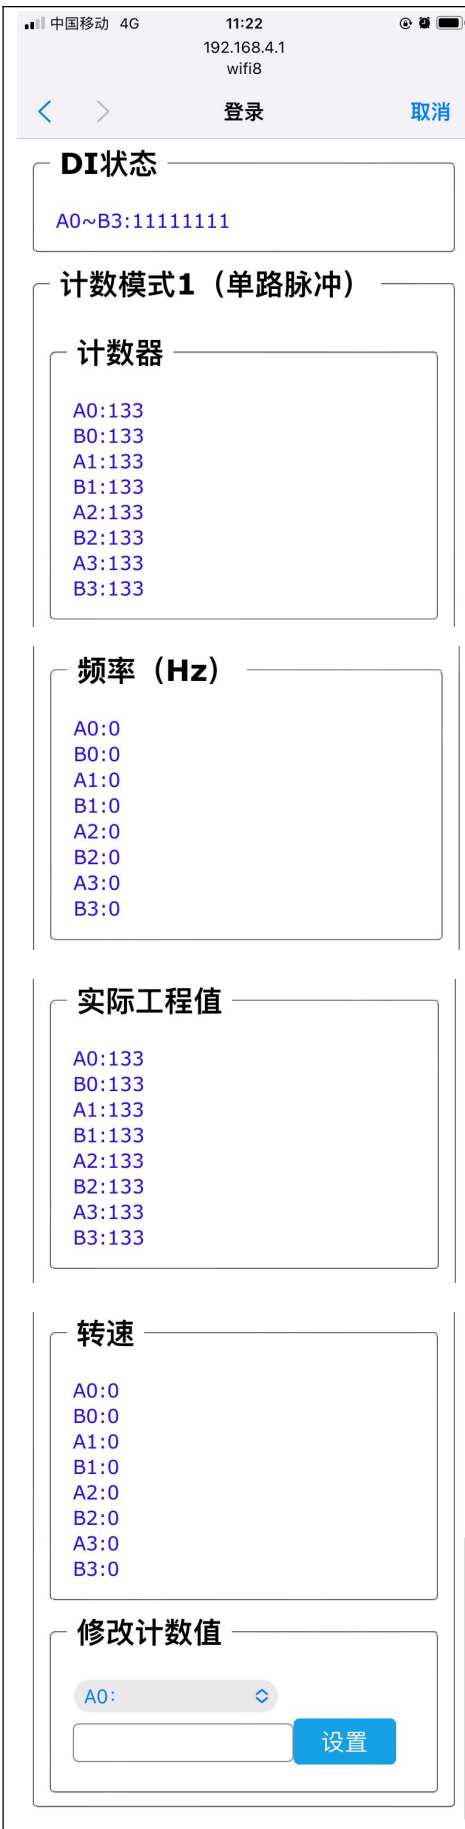 中国移动 4G 11:22
192.168.4.1
wifi8
登录 取消
DI状态
A0~B3:11111111
计数模式1（单路脉冲）
计数器
A0:133
B0:133
A1:133
B1:133
A2:133
B2:133
A3:133
B3:133
频率（Hz）
A0:0
B0:0
A1:0
B1:0
A2:0
B2:0
A3:0
B3:0
实际工程值
A0:133
B0:133
A1:133
B1:133
A2:133
B2:133
A3:133
B3:133
转速
A0:0
B0:0
A1:0
B1:0
A2:0
B2:0
A3:0
B3:0
修改计数值
A0:
设置